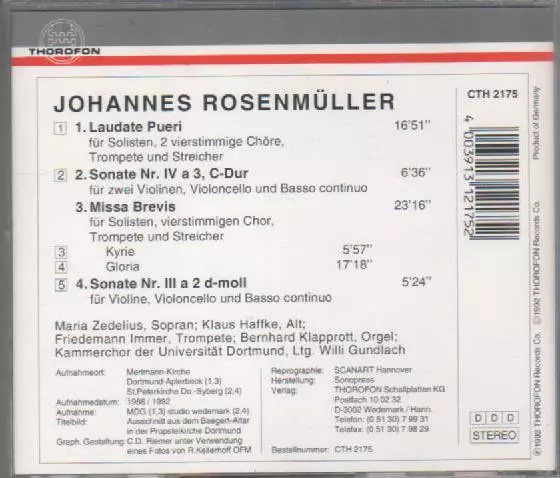 THOROFON
JOHANNES ROSENMÜLLER
CTH 2175
1 1. Laudate Pueri 16'51"
für Solisten, 2 vierstimmige Chöre,
Trompete und Streicher
2 2. Sonate Nr. IV a 3, C-Dur 6'36"
für zwei Violinen, Violoncello und Basso continuo
3. Missa Brevis 23'16"
für Solisten, vierstimmigen Chor,
Trompete und Streicher
3 Kyrie 5'57"
4 Gloria 17'18"
5 4. Sonate Nr. III a 2 d-moll 5'24"
für Violine, Violoncello und Basso continuo
Maria Zedelius, Sopran; Klaus Haffke, Alt;
Friedemann Immer, Trompete; Bernhard Klapprott, Orgel;
Kammerchor der Universität Dortmund, Ltg. Willi Gundlach
Aufnahmeort: Mertmann-Kirche
Dortmund-Aplerbeck (1,3)
St.Peterkirche Do.-Syberg (2,4)
Aufnahmedatum: 1986 / 1992
Aufnahme: MDG (1,3) studio wedemark (2,4)
Titelbild: Ausschnitt aus dem Baegert-Altar
in der Propsteikirche Dortmund
Graph. Gestaltung: C.D. Riemer unter Verwendung
eines Fotos von R.Kellerhoff OFM
Reprographie: SCANART Hannover
Herstellung: Sonopress
Verlag: THOROFON Schallplatten KG
Postfach 10 02 32
D-3002 Wedemark / Hann.
Telefon: (0 51 30) 7 99 31
Telefax: (0 51 30) 7 98 29
Bestellnummer: CTH 2175
4 003913 121752
Product of Germany
Ⓒ1992 THOROFON Records Co.
Ⓟ1992 THOROFON Records Co.
D D D
STEREO